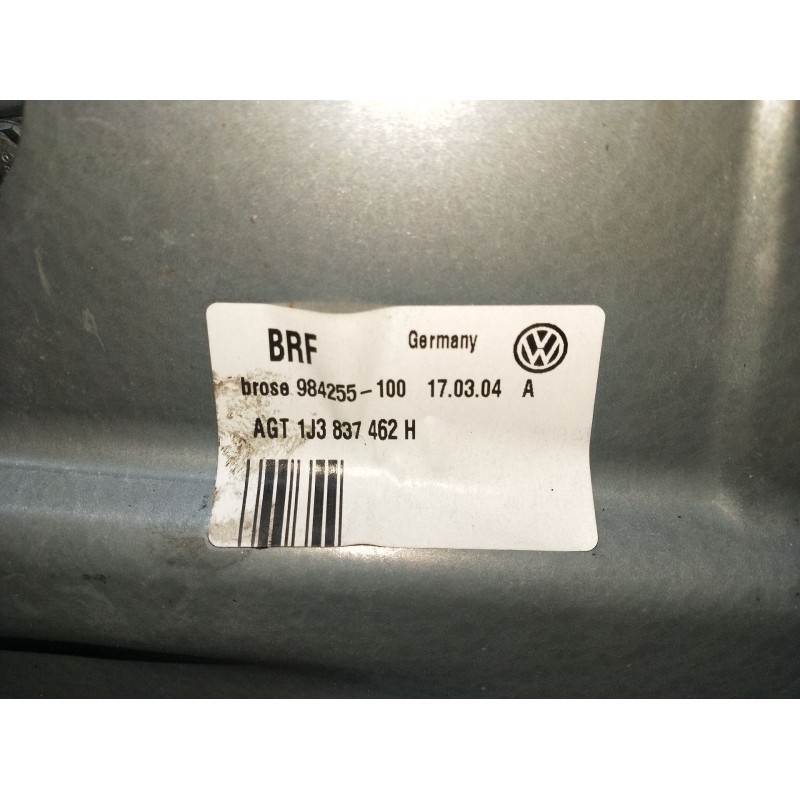 BRF Germany
brose 984255-100 17.03.04 A
AGT 1J3 837 462 H